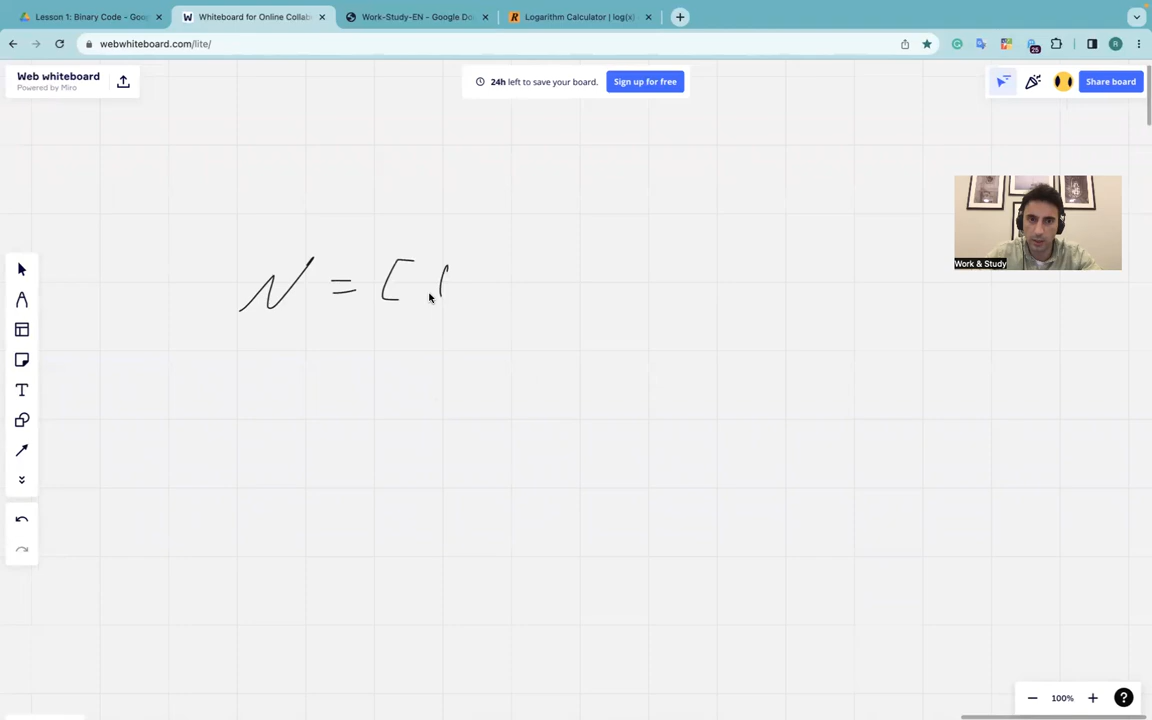 Lesson 1: Binary Code - Goo
Whiteboard for Online Collab
Work-Study-EN - Google Do
Logarithm Calculator | log(x)
webwhiteboard.com/lite/
25
R
Web whiteboard
Powered by Miro
24h left to save your board.
Sign up for free
Share board
N = [
Work & Study
T
100%
?